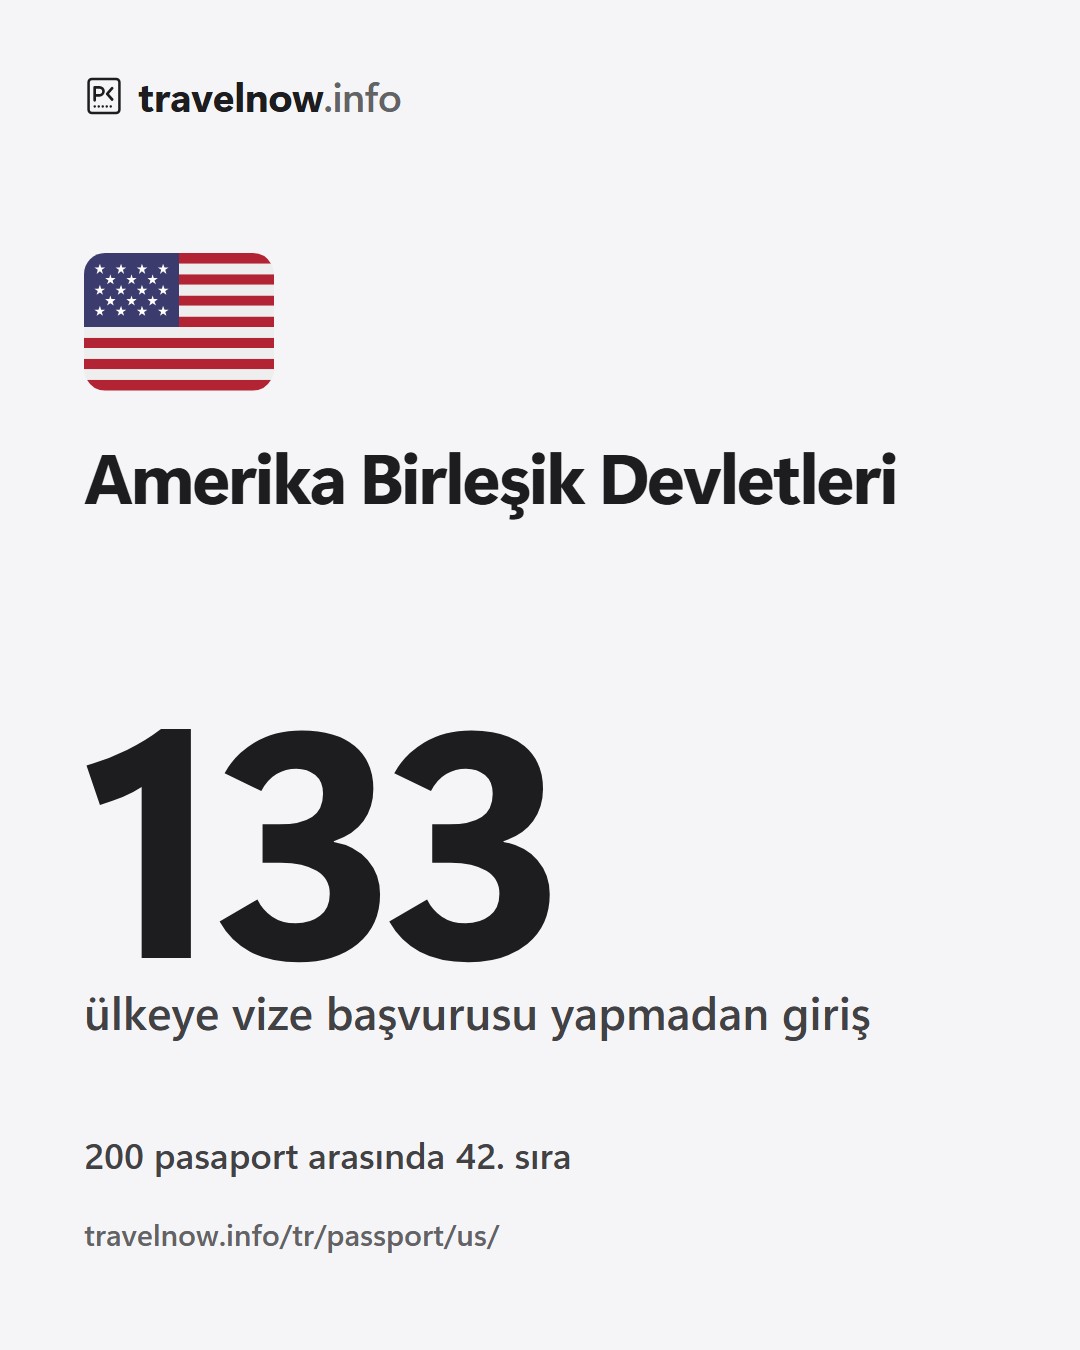 travelnow.info
Amerika Birleşik Devletleri
133
ülkeye vize başvurusu yapmadan giriş
200 pasaport arasında 42. sıra
travelnow.info/tr/passport/us/